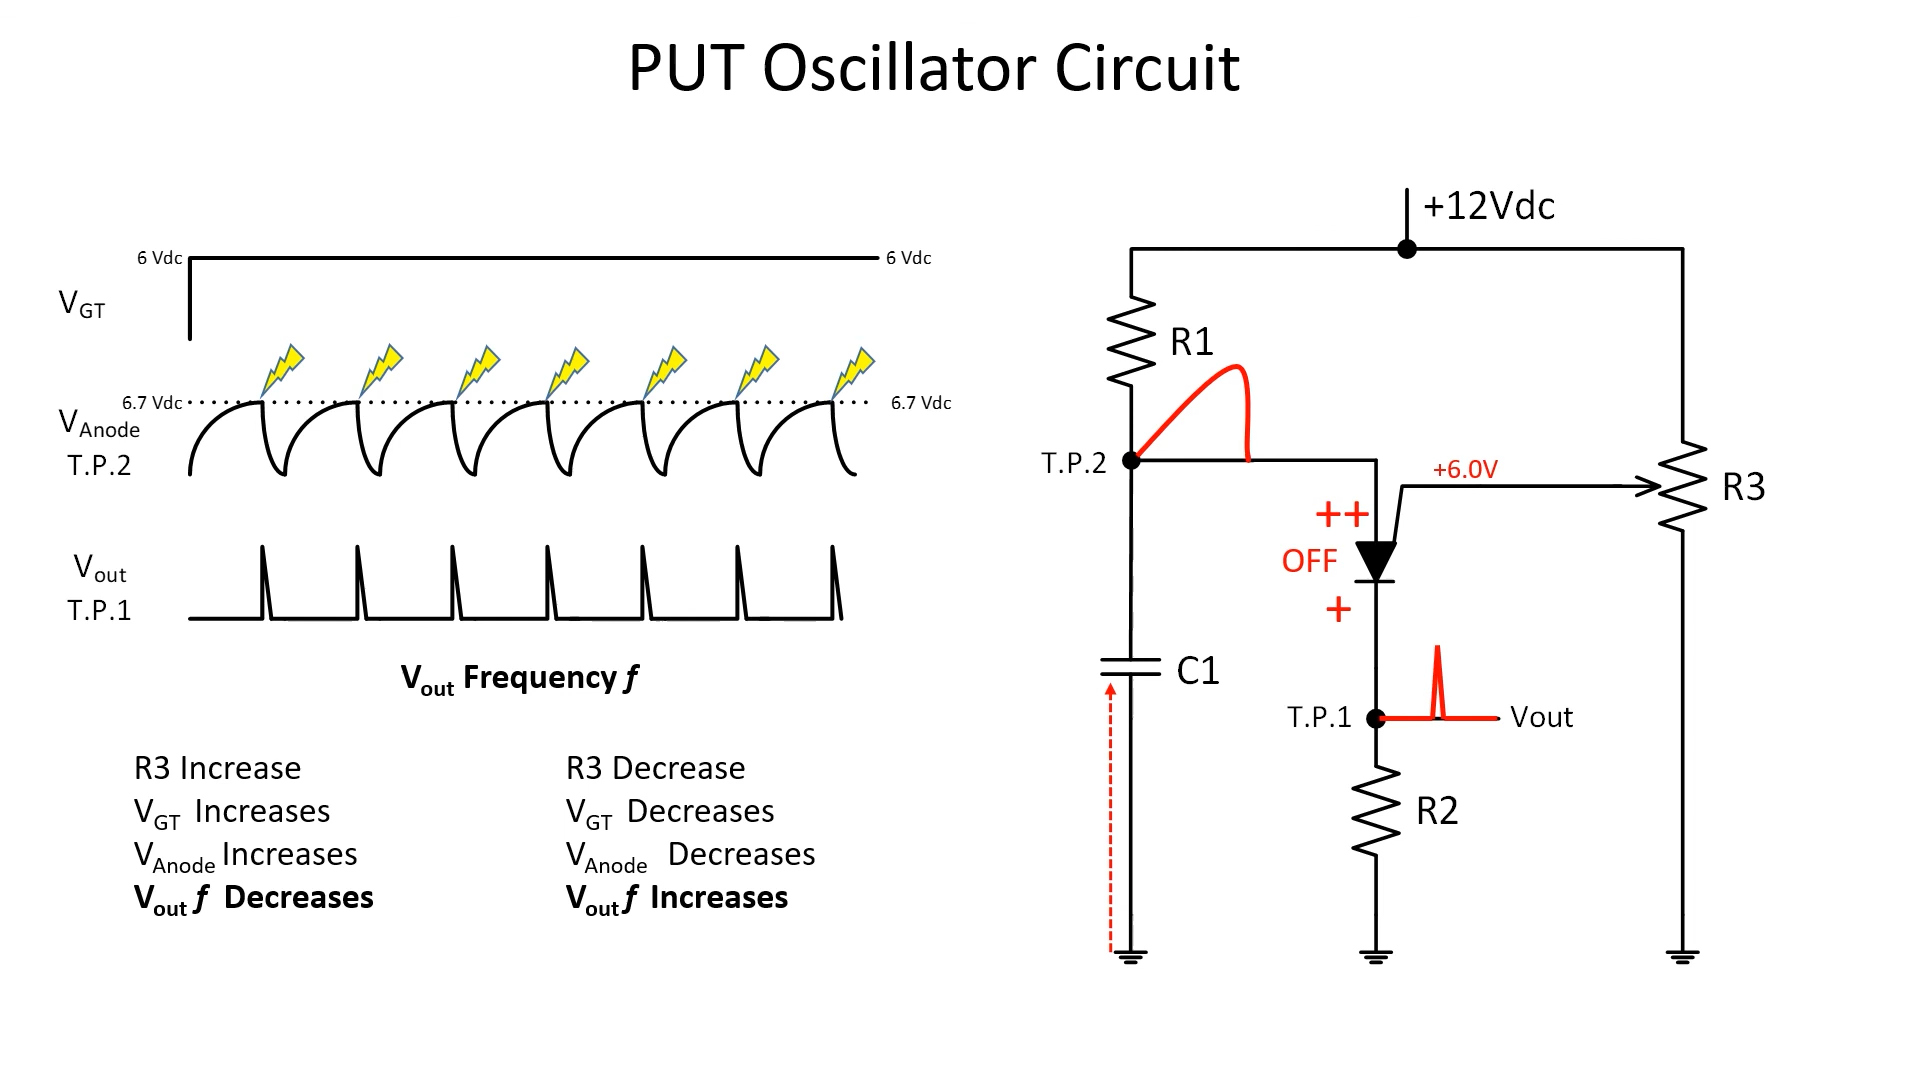 PUT Oscillator Circuit
6 Vdc
6 Vdc
VGT
6.7 Vdc
6.7 Vdc
VAnode
T.P.2
Vout
T.P.1
Vout Frequency f
R3 Increase
VGT Increases
VAnode Increases
Vout f Decreases
R3 Decrease
VGT Decreases
VAnode Decreases
Vout f Increases
+12Vdc
R1
T.P.2
+6.0V
R3
++
OFF
+
C1
T.P.1
Vout
R2